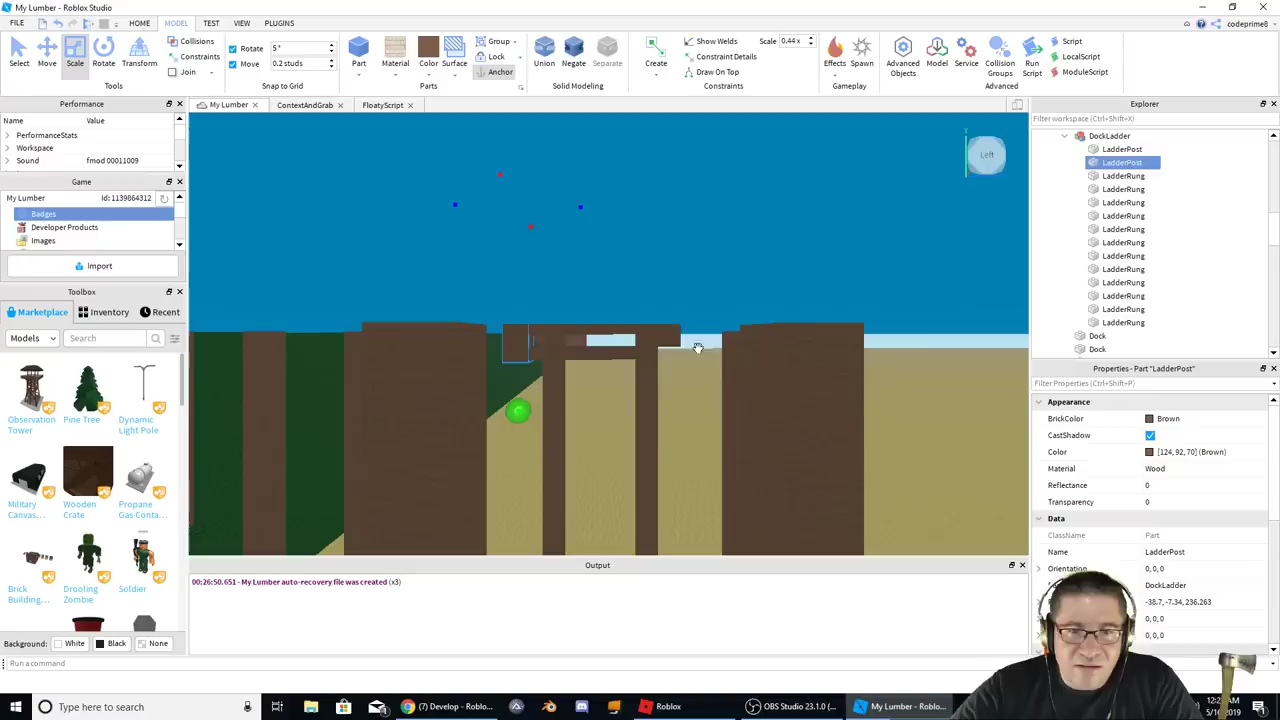 My Lumber - Roblox Studio
FILE HOME MODEL TEST VIEW PLUGINS codeprime8
Select Move Scale Rotate Transform
Collisions
Constraints
Join
Tools
Rotate 5 °
Move 0.2 studs
Snap to Grid
Part Material Color Surface
Group
Lock
Anchor
Parts
Union Negate Separate
Solid Modeling
Create
Show Welds Scale 0.44 x
Constraint Details
Draw On Top
Constraints
Effects Spawn
Gameplay
Advanced Objects Model Service Collision Groups Run Script
Script
LocalScript
ModuleScript
Advanced
Performance
Name Value
PerformanceStats
Workspace
Sound fmod 00011009
Game
My Lumber Id: 1139864312
Badges
Developer Products
Images
Import
Toolbox
Marketplace Inventory Recent
Models Search
Observation Tower
Pine Tree
Dynamic Light Pole
Military Canvas...
Wooden Crate
Propane Gas Conta...
Brick Building...
Drooling Zombie
Soldier
Background: White Black None
My Lumber ContextAndGrab FloatyScript
Left
Output
00:26:50.651 - My Lumber auto-recovery file was created (x3)
Run a command
Explorer
Filter workspace (Ctrl+Shift+X)
DockLadder
LadderPost
LadderPost
LadderRung
LadderRung
LadderRung
LadderRung
LadderRung
LadderRung
LadderRung
LadderRung
LadderRung
LadderRung
LadderRung
LadderRung
Dock
Dock
Properties - Part "LadderPost"
Filter Properties (Ctrl+Shift+P)
Appearance
BrickColor Brown
CastShadow
Color [124, 92, 70] (Brown)
Material Wood
Reflectance 0
Transparency 0
Data
ClassName Part
Name LadderPost
Orientation 0, 0, 0
DockLadder
-38.7, -7.34, 236.263
0, 0, 0
0, 0, 0
Type here to search
Develop - Roblo...
Roblox
OBS Studio 23.1.0 (...
My Lumber - Roblo...